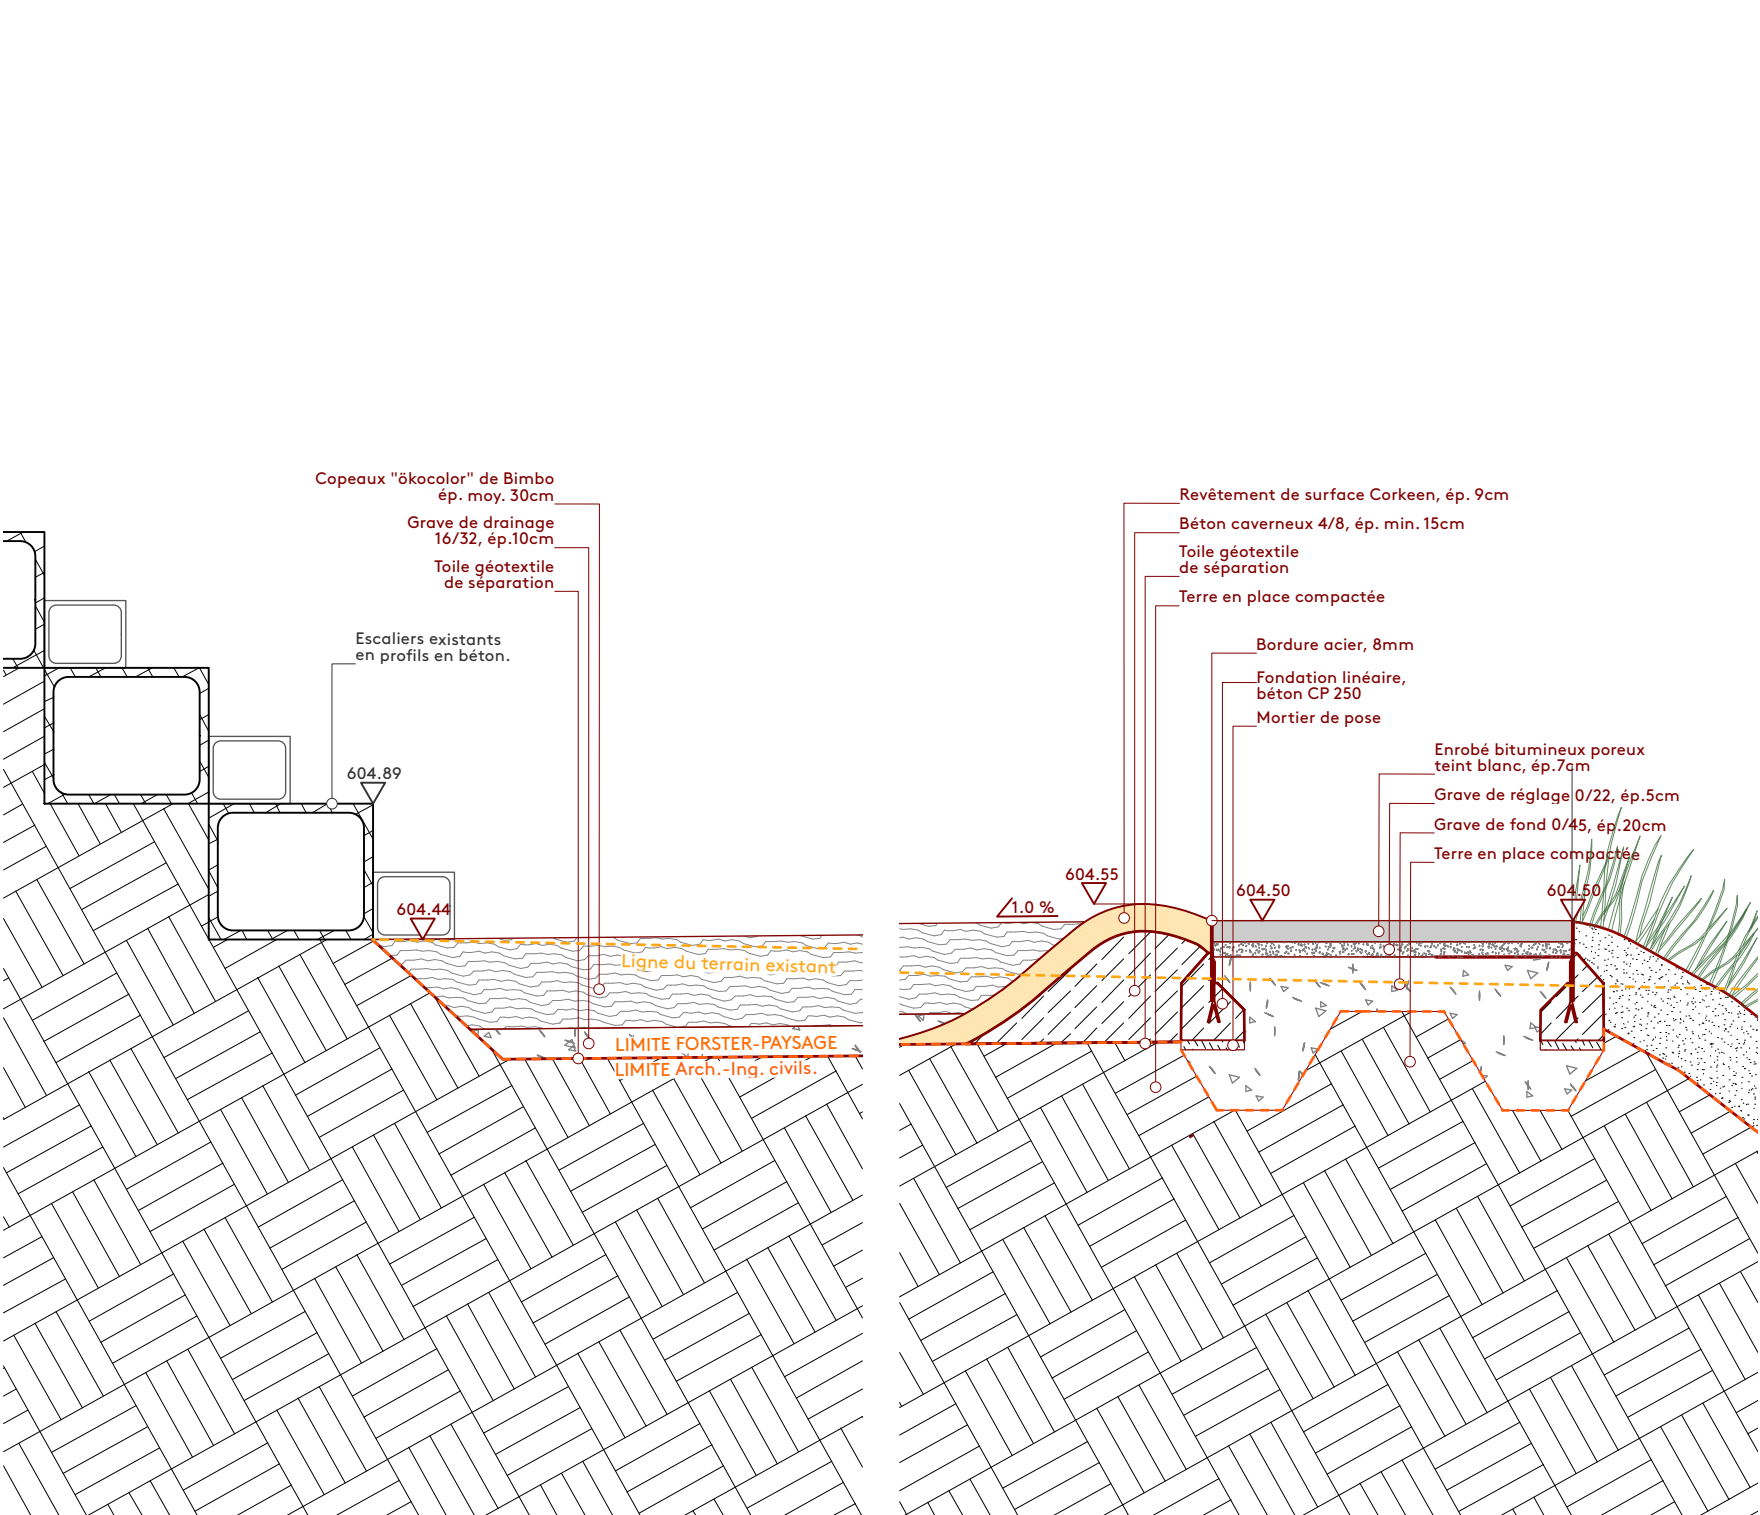 Copeaux "ökocolor" de Bimbo
ép. moy. 30cm
Grave de drainage
16/32, ép.10cm
Toile géotextile
de séparation
Escaliers existants
en profils en béton.
604.89
604.44
Ligne du terrain existant
LIMITE FORSTER-PAYSAGE
LIMITE Arch.-Ing. civils.
Revêtement de surface Corkeen, ép. 9cm
Béton caverneux 4/8, ép. min. 15cm
Toile géotextile
de séparation
Terre en place compactée
Bordure acier, 8mm
Fondation linéaire,
béton CP 250
Mortier de pose
Enrobé bitumineux poreux
teint blanc, ép.7cm
Grave de réglage 0/22, ép.5cm
Grave de fond 0/45, ép.20cm
Terre en place compactée
604.55
604.50
604.50
1.0 %